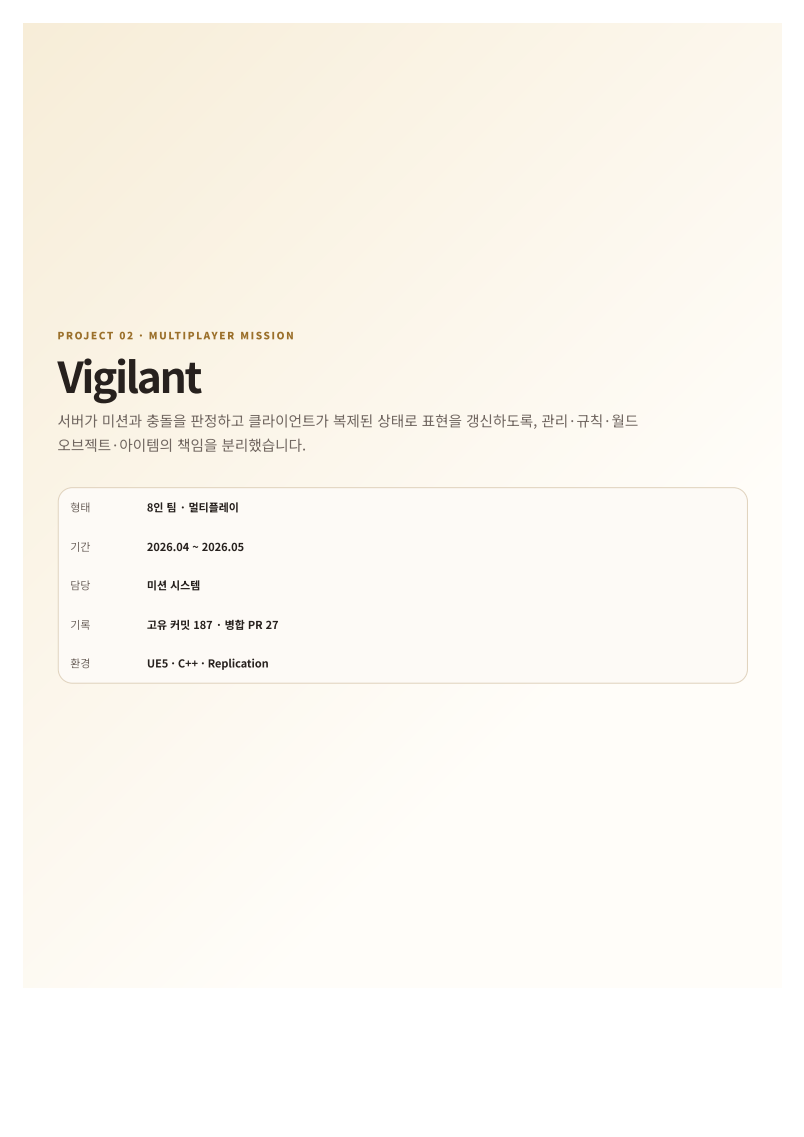 PROJECT 02 · MULTIPLAYER MISSION
Vigilant
서버가 미션과 충돌을 판정하고 클라이언트가 복제된 상태로 표현을 갱신하도록, 관리·규칙·월드
오브젝트·아이템의 책임을 분리했습니다.
형태 8인 팀 · 멀티플레이
기간 2026.04 ~ 2026.05
담당 미션 시스템
기록 고유 커밋 187 · 병합 PR 27
환경 UE5 · C++ · Replication